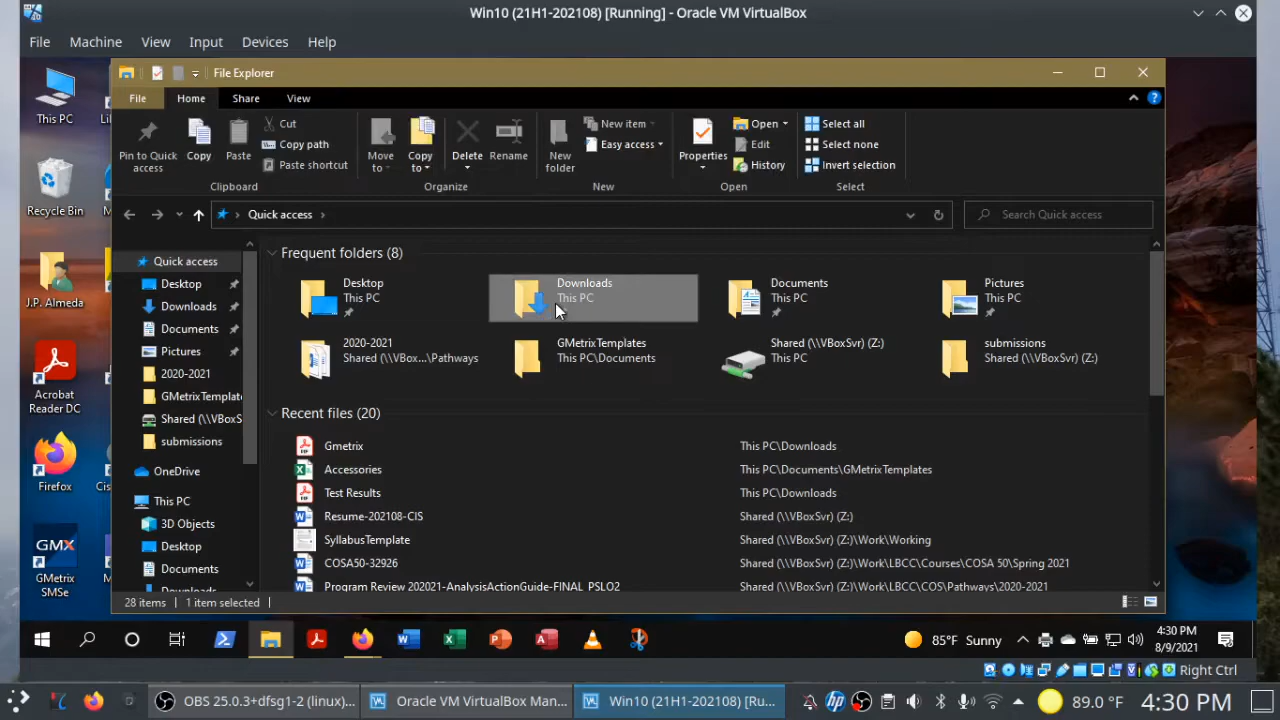 Win10 (21H1-202108) [Running] - Oracle VM VirtualBox
File Machine View Input Devices Help
File Explorer
File Home Share View
Pin to Quick access
Copy
Paste
Cut
Copy path
Paste shortcut
Clipboard
Move to
Copy to
Delete
Rename
Organize
New folder
New item
Easy access
New
Properties
Open
Edit
History
Open
Select all
Select none
Invert selection
Select
Quick access
Search Quick access
This PC
Recycle Bin
J.P. Almeda
Acrobat Reader DC
Firefox
GMX
GMetrix SMSe
Quick access
Desktop
Downloads
Documents
Pictures
2020-2021
GMetrixTemplat
Shared (\\VBoxS
submissions
OneDrive
This PC
3D Objects
Desktop
Documents
Frequent folders (8)
Desktop
This PC
Downloads
This PC
Documents
This PC
Pictures
This PC
2020-2021
Shared (\\VBox...\Pathways
GMetrixTemplates
This PC\Documents
Shared (\\VBoxSvr) (Z:)
This PC
submissions
Shared (\\VBoxSvr) (Z:)
Recent files (20)
Gmetrix This PC\Downloads
Accessories This PC\Documents\GMetrixTemplates
Test Results This PC\Downloads
Resume-202108-CIS Shared (\\VBoxSvr) (Z:)
SyllabusTemplate Shared (\\VBoxSvr) (Z:)\Work\Working
COSA50-32926 Shared (\\VBoxSvr) (Z:)\Work\LBCC\Courses\COSA 50\Spring 2021
Program Review 202021-AnalysisActionGuide-FINAL_PSLO2 Shared (\\VBoxSvr) (Z:)\Work\LBCC\COS\Pathways\2020-2021
28 items 1 item selected
85°F Sunny
4:30 PM
8/9/2021
Right Ctrl
OBS 25.0.3+dfsg1-2 (linux)...
Oracle VM VirtualBox Man...
Win10 (21H1-202108) [Ru...
89.0 °F
4:30 PM